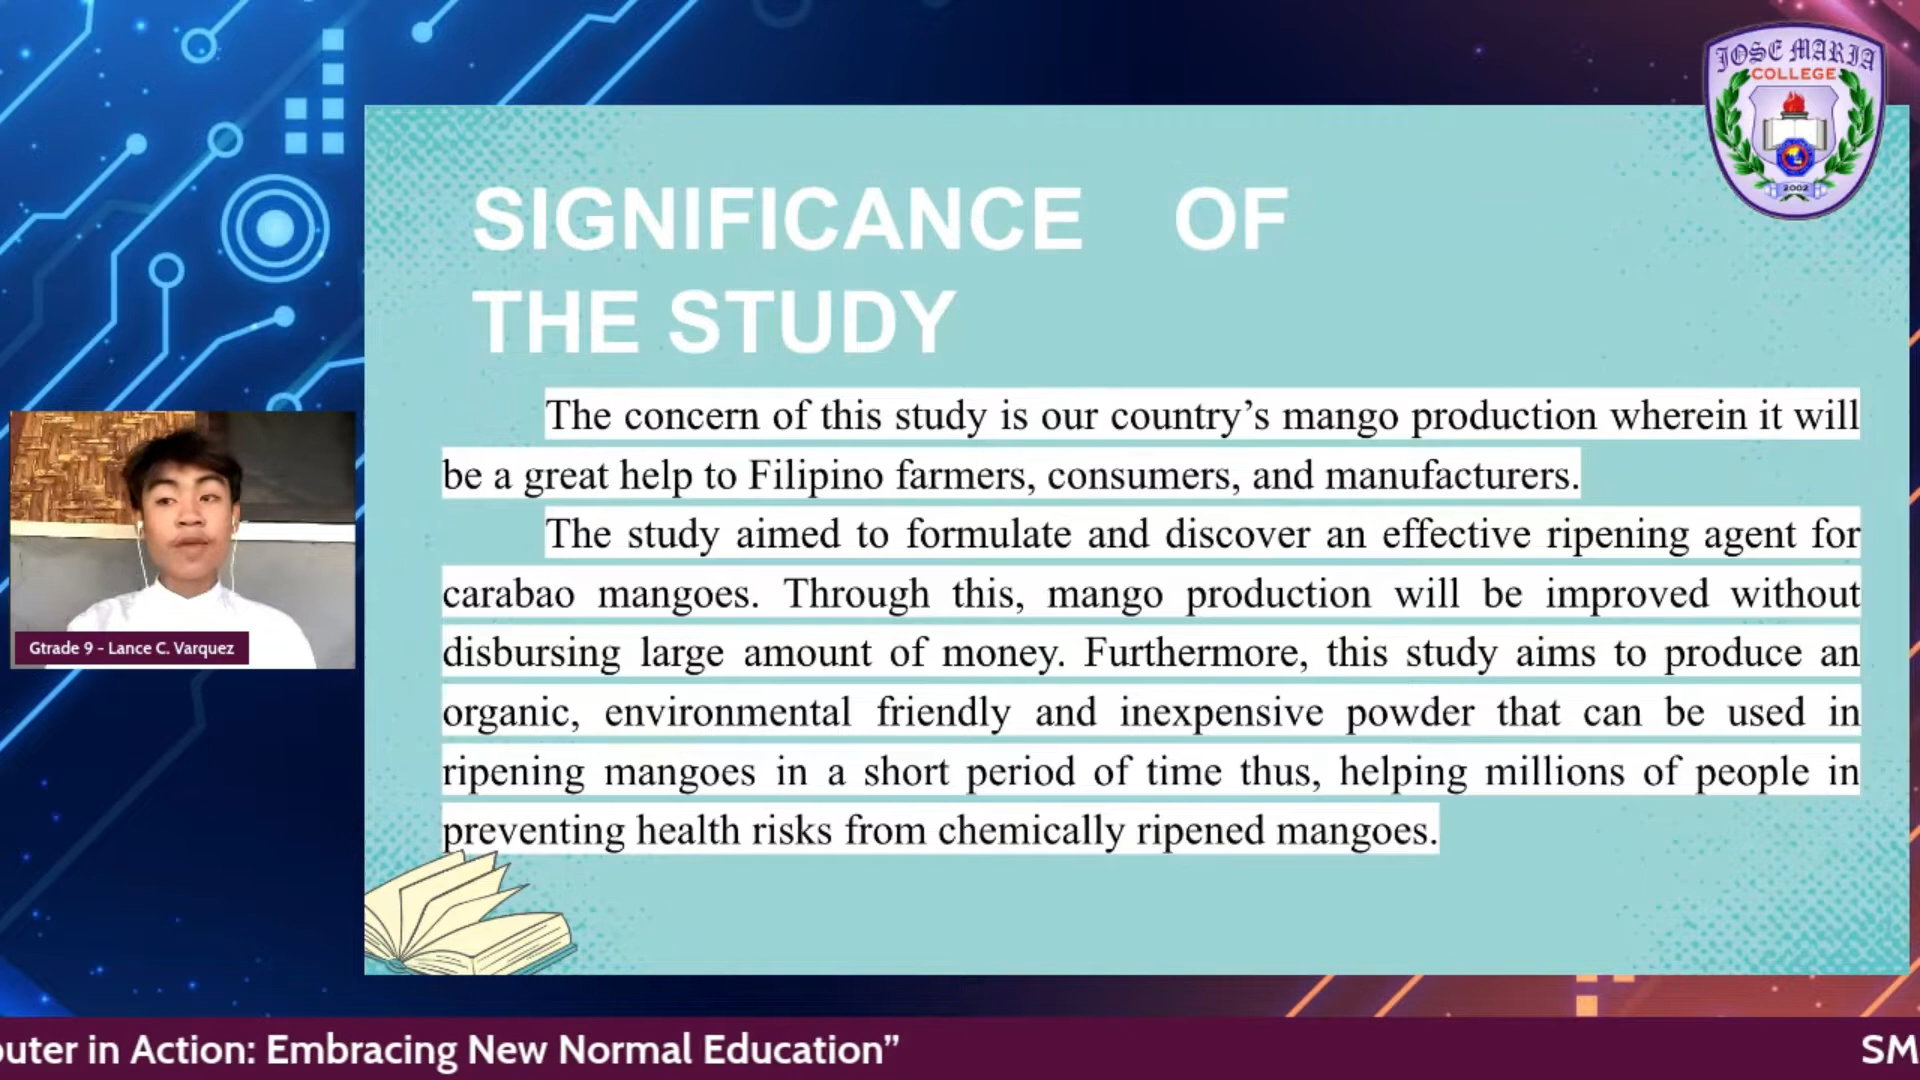 JOSE MARIA
COLLEGE
2002
SIGNIFICANCE OF
THE STUDY
The concern of this study is our country’s mango production wherein it will
be a great help to Filipino farmers, consumers, and manufacturers.
The study aimed to formulate and discover an effective ripening agent for
carabao mangoes. Through this, mango production will be improved without
disbursing large amount of money. Furthermore, this study aims to produce an
organic, environmental friendly and inexpensive powder that can be used in
ripening mangoes in a short period of time thus, helping millions of people in
preventing health risks from chemically ripened mangoes.
Gtrade 9 - Lance C. Varquez
outer in Action: Embracing New Normal Education”
SM